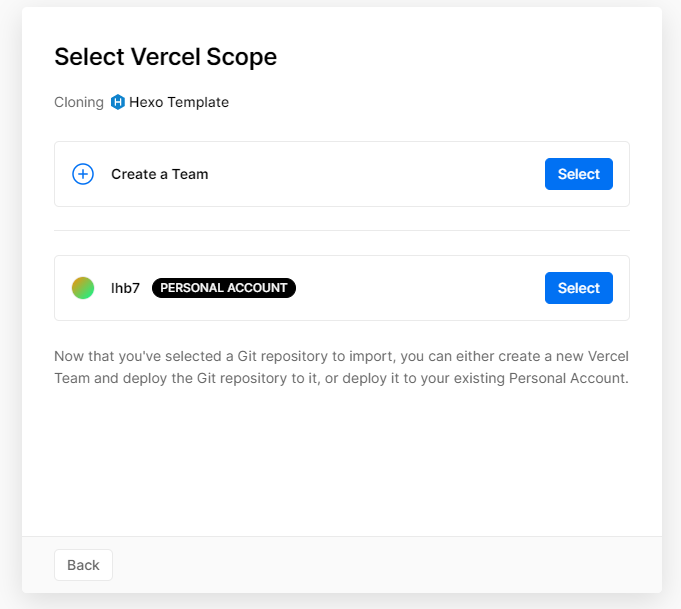 Select Vercel Scope
Cloning Hexo Template
Create a Team
Select
lhb7 PERSONAL ACCOUNT
Select
Now that you've selected a Git repository to import, you can either create a new Vercel
Team and deploy the Git repository to it, or deploy it to your existing Personal Account.
Back